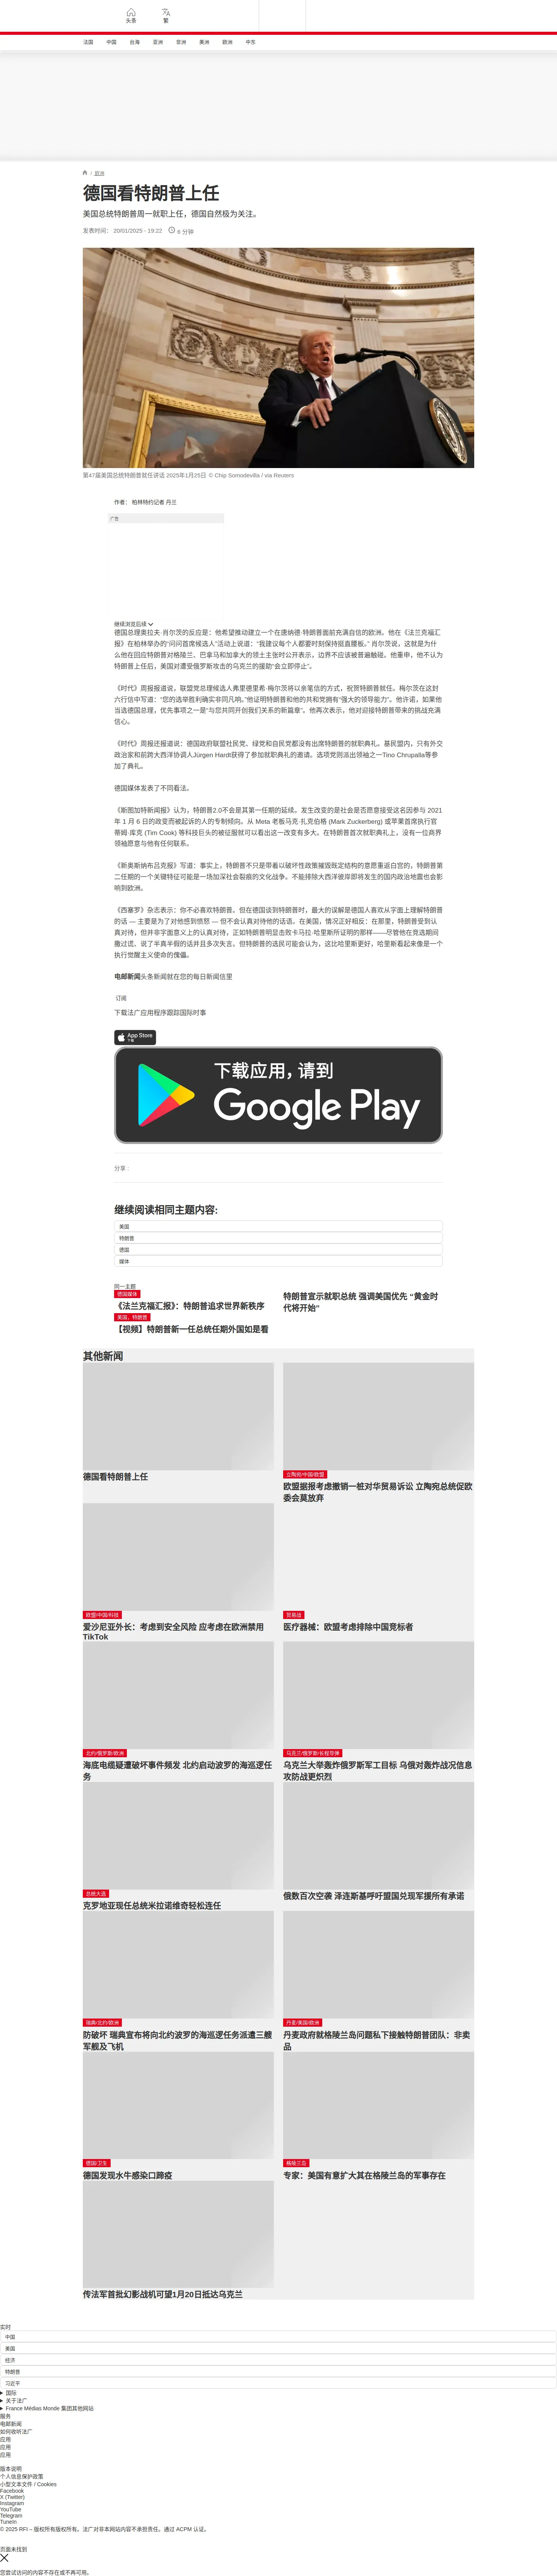 头条
繁
法国 中国 台海 亚洲 非洲 美洲 欧洲 中东
/ 欧洲
德国看特朗普上任
美国总统特朗普周一就职上任，德国自然极为关注。
发表时间： 20/01/2025 - 19:22 6 分钟
第47届美国总统特朗普就任讲话 2025年1月25日 © Chip Somodevilla / via Reuters
作者： 柏林特约记者 丹兰
广告
继续浏览后续
德国总理奥拉夫·肖尔茨的反应是：他希望推动建立一个在唐纳德·特朗普面前充满自信的欧洲。他在《法兰克福汇
报》在柏林举办的“问问首席候选人”活动上说道：“我建议每个人都要时刻保持挺直腰板。” 肖尔茨说，这就是为什
么他在回应特朗普对格陵兰、巴拿马和加拿大的领土主张时公开表示，边界不应该被普遍触碰。他重申，他不认为
特朗普上任后，美国对遭受俄罗斯攻击的乌克兰的援助“会立即停止”。
《时代》周报报道说，联盟党总理候选人弗里德里希·梅尔茨将以亲笔信的方式，祝贺特朗普就任。梅尔茨在这封
六行信中写道：“您的选举胜利确实非同凡响。”他证明特朗普和他的共和党拥有“强大的领导能力”。他许诺，如果他
当选德国总理，优先事项之一是“与您共同开创我们关系的新篇章”。他再次表示，他对迎接特朗普带来的挑战充满
信心。
《时代》周报还报道说：德国政府联盟社民党、绿党和自民党都没有出席特朗普的就职典礼。基民盟内，只有外交
政治家和前跨大西洋协调人Jürgen Hardt获得了参加就职典礼的邀请。选项党则派出领袖之一Tino Chrupalla等参
加了典礼。
德国媒体发表了不同看法。
《斯图加特新闻报》认为，特朗普2.0不会是其第一任期的延续。发生改变的是社会是否愿意接受这名因参与 2021
年 1 月 6 日的政变而被起诉的人的专制倾向。从 Meta 老板马克·扎克伯格 (Mark Zuckerberg) 或苹果首席执行官
蒂姆·库克 (Tim Cook) 等科技巨头的被征服就可以看出这一改变有多大。在特朗普首次就职典礼上，没有一位商界
领袖愿意与他有任何联系。
《新奥斯纳布吕克报》写道：事实上，特朗普不只是带着以破坏性政策摧毁既定结构的意愿重返白宫的，特朗普第
二任期的一个关键特征可能是一场加深社会裂痕的文化战争。不能排除大西洋彼岸即将发生的国内政治地震也会影
响到欧洲。
《西塞罗》杂志表示：你不必喜欢特朗普。但在德国谈到特朗普时，最大的误解是德国人喜欢从字面上理解特朗普
的话 — 主要是为了对他感到愤怒 — 但不会认真对待他的话语。在美国，情况正好相反：在那里，特朗普受到认
真对待，但并非字面意义上的认真对待，正如特朗普明显击败卡马拉·哈里斯所证明的那样——尽管他在竞选期间
撒过谎、说了半真半假的话并且多次失言。但特朗普的选民可能会认为，这比哈里斯更好，哈里斯看起来像是一个
执行觉醒主义使命的傀儡。
电邮新闻头条新闻就在您的每日新闻信里
订阅
下载法广应用程序跟踪国际时事
App Store
下载
下载应用，请到
Google Play
分享 :
继续阅读相同主题内容:
美国
特朗普
德国
媒体
同一主题
德国媒体
《法兰克福汇报》：特朗普追求世界新秩序
特朗普宣示就职总统 强调美国优先 “黄金时
代将开始”
美国，特朗普
【视频】特朗普新一任总统任期外国如是看
其他新闻
德国看特朗普上任
立陶宛/中国/欧盟
欧盟据报考虑撤销一桩对华贸易诉讼 立陶宛总统促欧
委会莫放弃
欧盟/中国/科技
爱沙尼亚外长：考虑到安全风险 应考虑在欧洲禁用
TikTok
贸易战
医疗器械：欧盟考虑排除中国竞标者
北约/俄罗斯/欧洲
海底电缆疑遭破坏事件频发 北约启动波罗的海巡逻任
务
乌克兰/俄罗斯/长程导弹
乌克兰大举轰炸俄罗斯军工目标 乌俄对轰炸战况信息
攻防战更炽烈
总统大选
克罗地亚现任总统米拉诺维奇轻松连任
俄数百次空袭 泽连斯基呼吁盟国兑现军援所有承诺
瑞典/北约/欧洲
防破坏 瑞典宣布将向北约波罗的海巡逻任务派遣三艘
军舰及飞机
丹麦/美国/欧洲
丹麦政府就格陵兰岛问题私下接触特朗普团队：非卖
品
德国/卫生
德国发现水牛感染口蹄疫
格陵兰岛
专家：美国有意扩大其在格陵兰岛的军事存在
传法军首批幻影战机可望1月20日抵达乌克兰
实时
中国
美国
经济
特朗普
习近平
国际
关于法广
France Médias Monde 集团其他网站
服务
电邮新闻
如何收听法广
应用
应用
应用
版本说明
个人信息保护政策
小型文本文件 / Cookies
Facebook
X (Twitter)
Instagram
YouTube
Telegram
TuneIn
© 2025 RFI – 版权所有版权所有。法广对非本网站内容不承担责任。通过 ACPM 认证。
页面未找到
您尝试访问的内容不存在或不再可用。